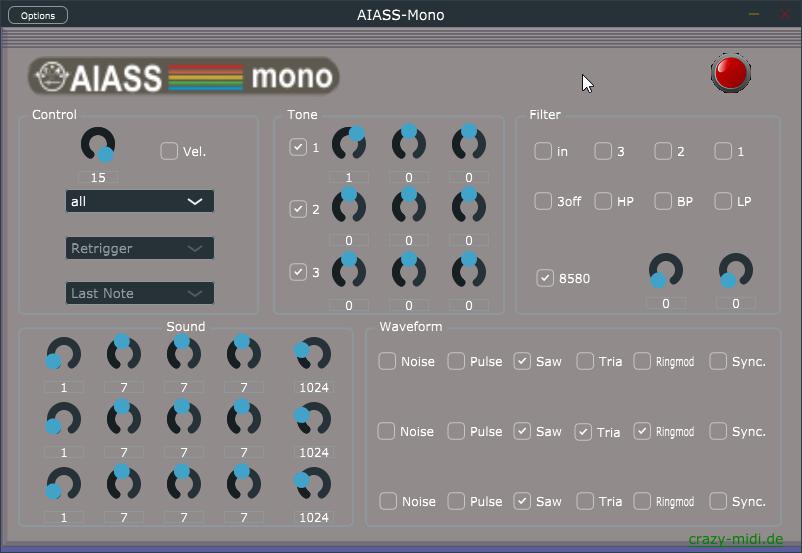 Options
AIASS-Mono
AIASS mono
Control
Vel.
15
all
Retrigger
Last Note
Tone
1
1 0 0
2
0 0 0
3
0 0 0
Filter
in 3 2 1
3off HP BP LP
8580
0 0
Sound
1 7 7 7 1024
1 7 7 7 1024
1 7 7 7 1024
Waveform
Noise Pulse Saw Tria Ringmod Sync.
Noise Pulse Saw Tria Ringmod Sync.
Noise Pulse Saw Tria Ringmod Sync.
crazy-midi.de